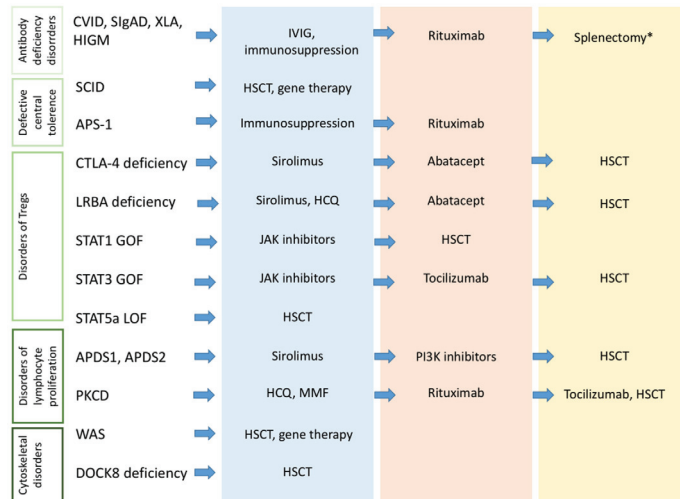 Antibody
deficiency
disorrders
CVID, SIgAD, XLA,
HIGM
IVIG,
immunosuppression
Rituximab
Splenectomy*
Defective
central
tolerence
SCID
HSCT, gene therapy
APS-1
Immunosuppression
Rituximab
Disorders of Tregs
CTLA-4 deficiency
Sirolimus
Abatacept
HSCT
LRBA deficiency
Sirolimus, HCQ
Abatacept
HSCT
STAT1 GOF
JAK inhibitors
HSCT
STAT3 GOF
JAK inhibitors
Tocilizumab
HSCT
STAT5a LOF
HSCT
Disorders of
lymphocyte
proliferation
APDS1, APDS2
Sirolimus
PI3K inhibitors
HSCT
PKCD
HCQ, MMF
Rituximab
Tocilizumab, HSCT
Cytoskeletal
disorders
WAS
HSCT, gene therapy
DOCK8 deficiency
HSCT